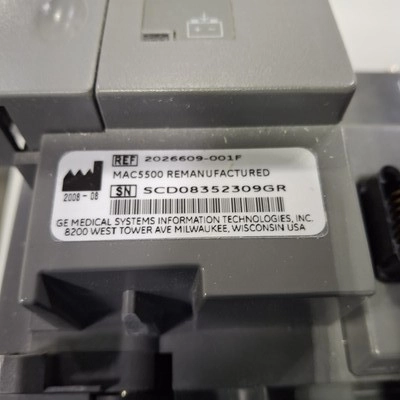 REF 2026609-001F
MAC5500 REMANUFACTURED
2008-08
SN SCD08352309GR
GE MEDICAL SYSTEMS INFORMATION TECHNOLOGIES, INC.
8200 WEST TOWER AVE MILWAUKEE, WISCONSIN USA